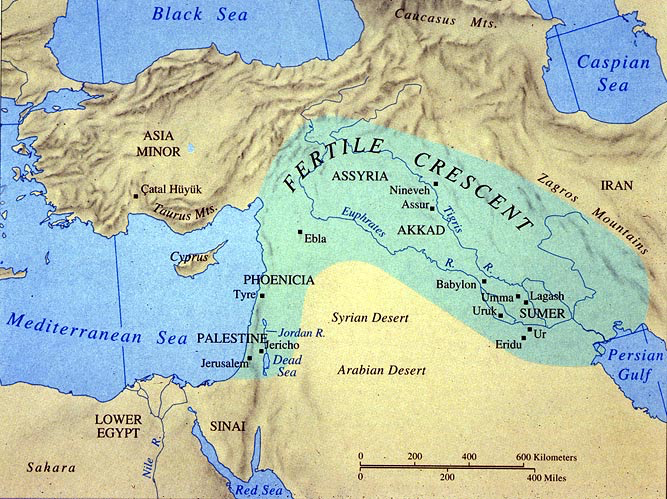 Black Sea
Caucasus Mts.
Caspian
Sea
ASIA
MINOR
FERTILE CRESCENT
ASSYRIA
Nineveh
Zagros Mountains
IRAN
Çatal Hüyük
Taurus Mts.
Assur
Tigris
R.
Euphrates
R.
AKKAD
Ebla
Cyprus
PHOENICIA
Tyre
Babylon
Umma
Lagash
Uruk
SUMER
Mediterranean Sea
Syrian Desert
PALESTINE
Jordan R.
Jericho
Jerusalem
Dead
Sea
Ur
Eridu
Persian
Gulf
Arabian Desert
LOWER
EGYPT
SINAI
Nile R.
Sahara
Red Sea
0 200 400 600 Kilometers
0 200 400 Miles